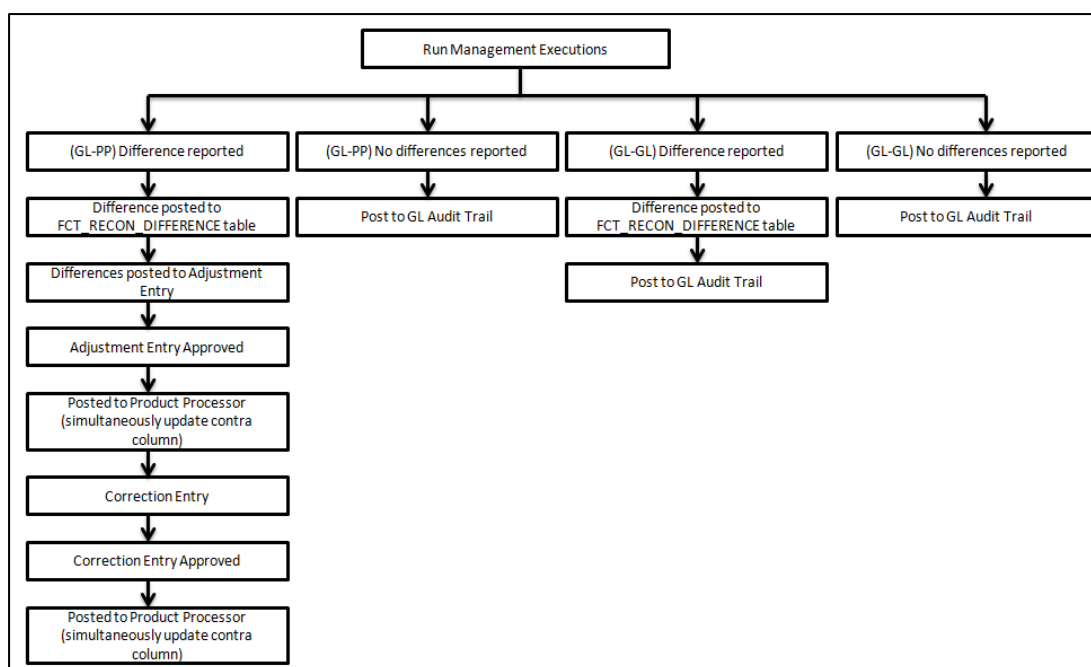 Run Management Executions
(GL-PP) Difference reported
(GL-PP) No differences reported
(GL-GL) Difference reported
(GL-GL) No differences reported
Difference posted to
FCT_RECON_DIFFERENCE table
Post to GL Audit Trail
Difference posted to
FCT_RECON_DIFFERENCE table
Post to GL Audit Trail
Differences posted to Adjustment
Entry
Post to GL Audit Trail
Adjustment Entry Approved
Posted to Product Processor
(simultaneously update contra
column)
Correction Entry
Correction Entry Approved
Posted to Product Processor
(simultaneously update contra
column)